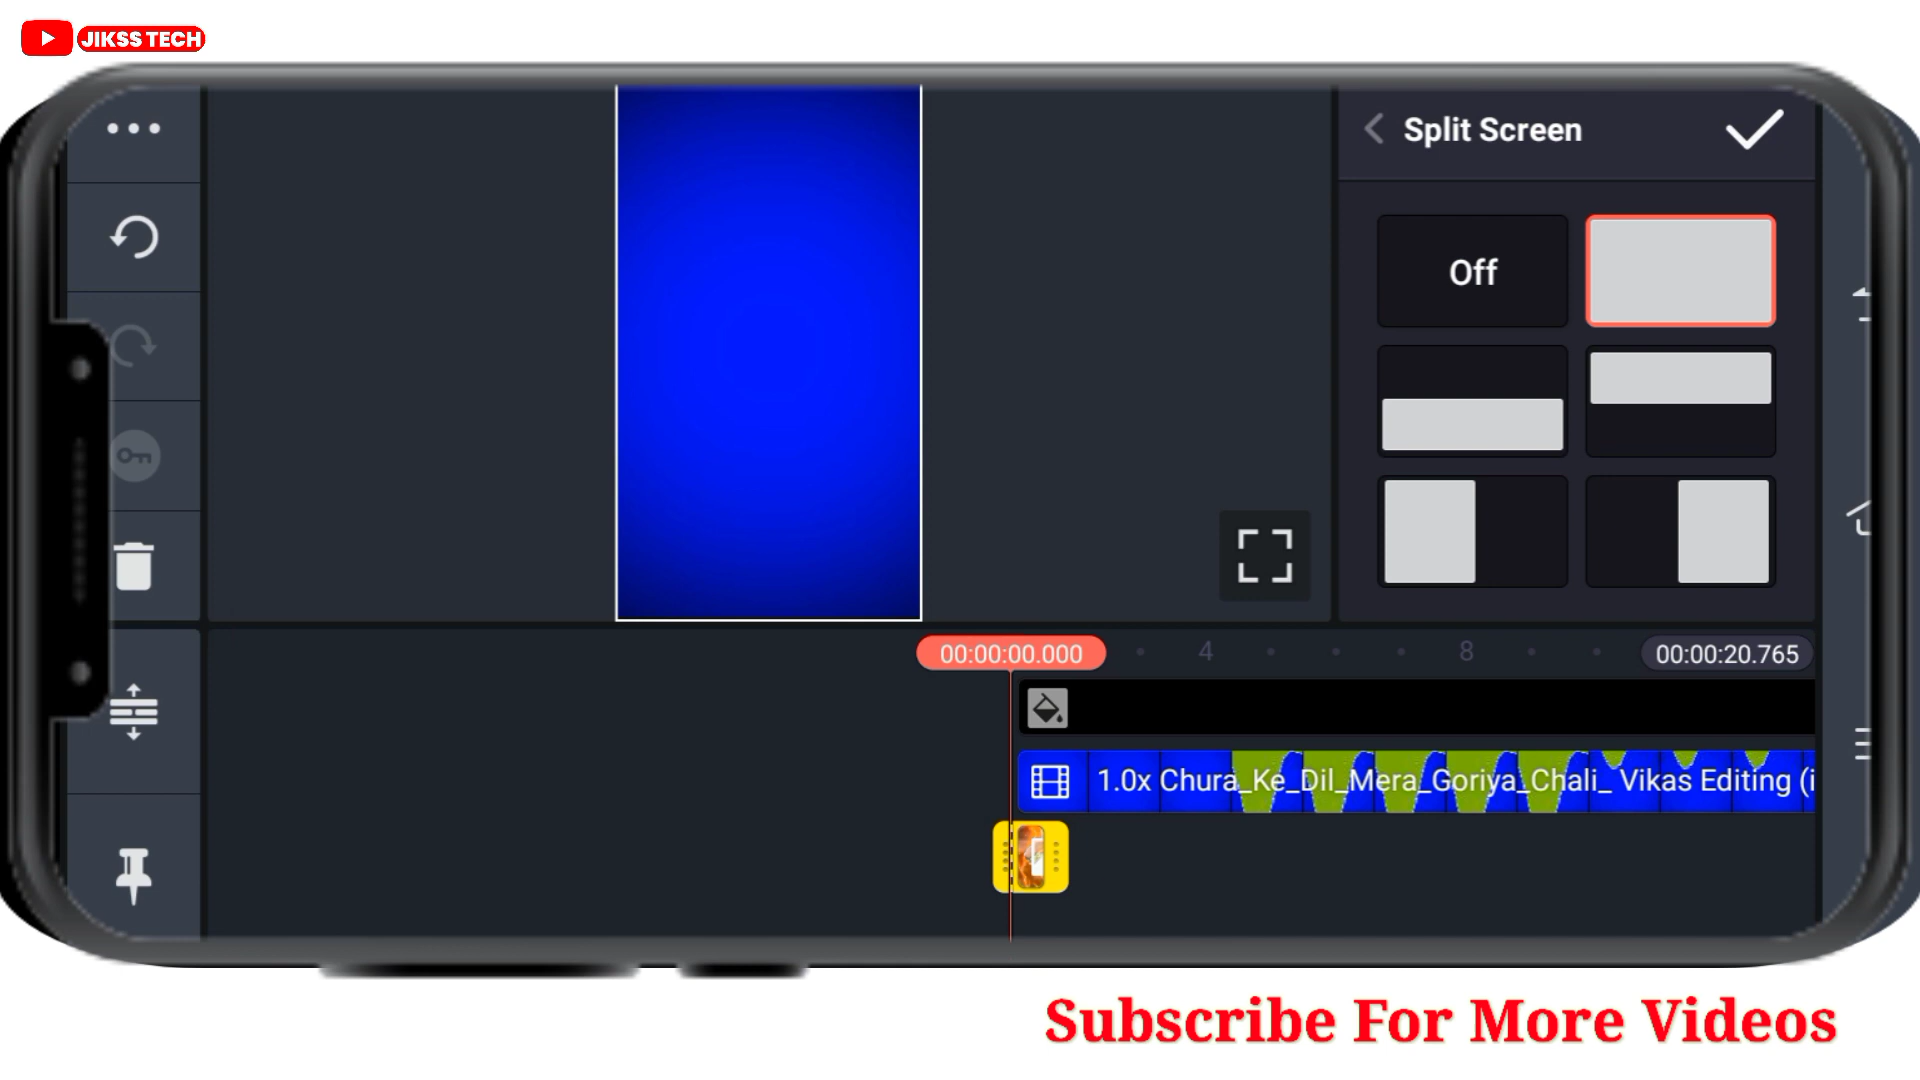 JIKSS TECH
Split Screen
Off
00:00:00.000
4
8
00:00:20.765
1.0x Chura_Ke_Dil_Mera_Goriya_Chali_ Vikas Editing (i
Subscribe For More Videos